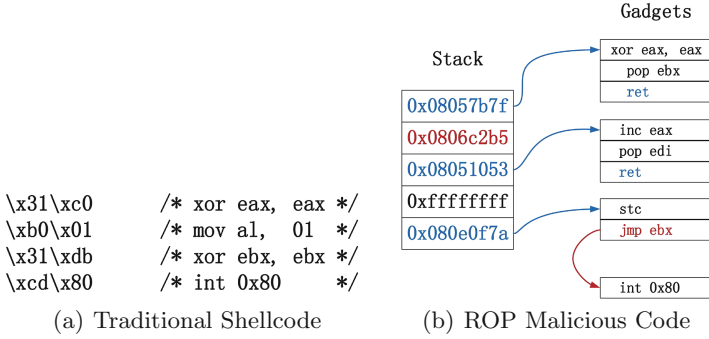 \x31\xc0 /* xor eax, eax */
\xb0\x01 /* mov al, 01 */
\x31\xdb /* xor ebx, ebx */
\xcd\x80 /* int 0x80 */
(a) Traditional Shellcode
Stack
0x08057b7f
0x0806c2b5
0x08051053
0xffffffff
0x080e0f7a
Gadgets
xor eax, eax
pop ebx
ret
inc eax
pop edi
ret
stc
jmp ebx
int 0x80
(b) ROP Malicious Code